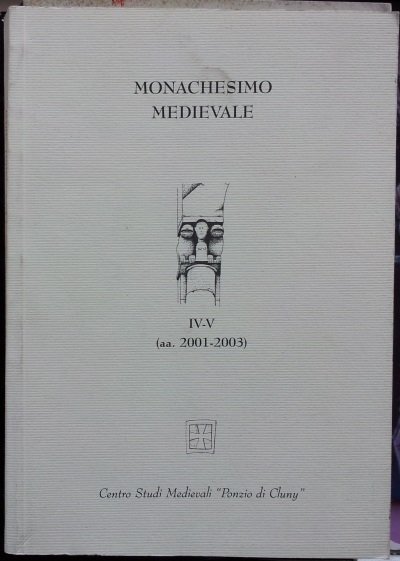 MONACHESIMO
MEDIEVALE
IV-V
(aa. 2001-2003)
Centro Studi Medievali "Ponzio di Cluny"